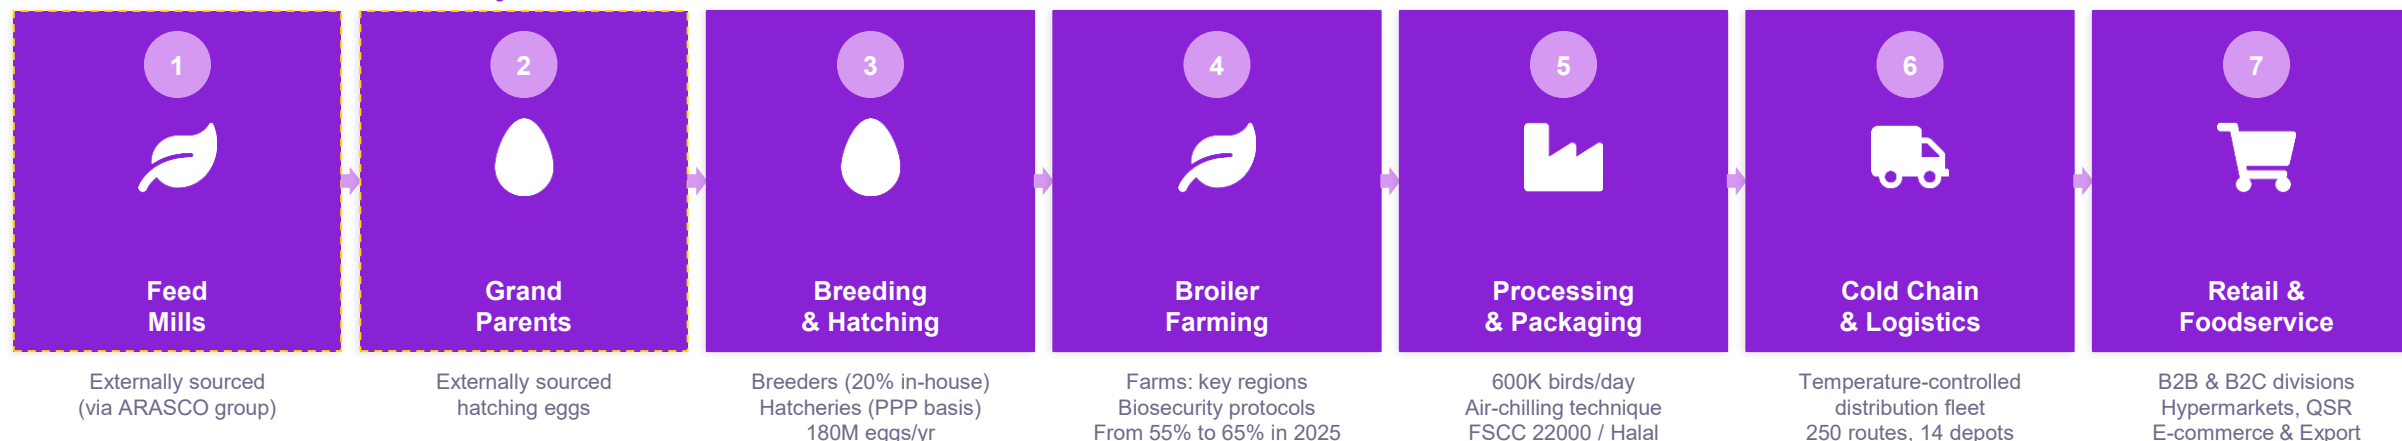 1
Feed
Mills
Externally sourced
(via ARASCO group)
2
Grand
Parents
Externally sourced
hatching eggs
3
Breeding
& Hatching
Breeders (20% in-house)
Hatcheries (PPP basis)
180M eggs/yr
4
Broiler
Farming
Farms: key regions
Biosecurity protocols
From 55% to 65% in 2025
5
Processing
& Packaging
600K birds/day
Air-chilling technique
FSCC 22000 / Halal
6
Cold Chain
& Logistics
Temperature-controlled
distribution fleet
250 routes, 14 depots
7
Retail &
Foodservice
B2B & B2C divisions
Hypermarkets, QSR
E-commerce & Export